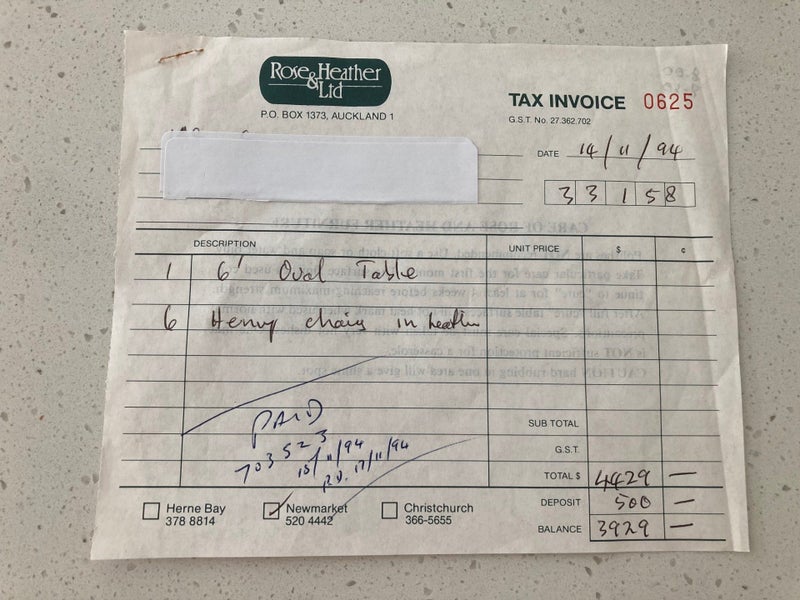 Rose & Heather
Ltd
P.O. BOX 1373, AUCKLAND 1
TAX INVOICE 0625
G.S.T. No. 27.362.702
DATE 14/11/94
33158
DESCRIPTION UNIT PRICE $ ¢
1 6' Oval Table
6 Henry chairs in heather
PAID
703523
15/11/94
17/11/94
SUB TOTAL
G.S.T.
TOTAL $ 4429 —
DEPOSIT 500 —
BALANCE 3929 —
Herne Bay
378 8814
Newmarket
520 4442
Christchurch
366-5655